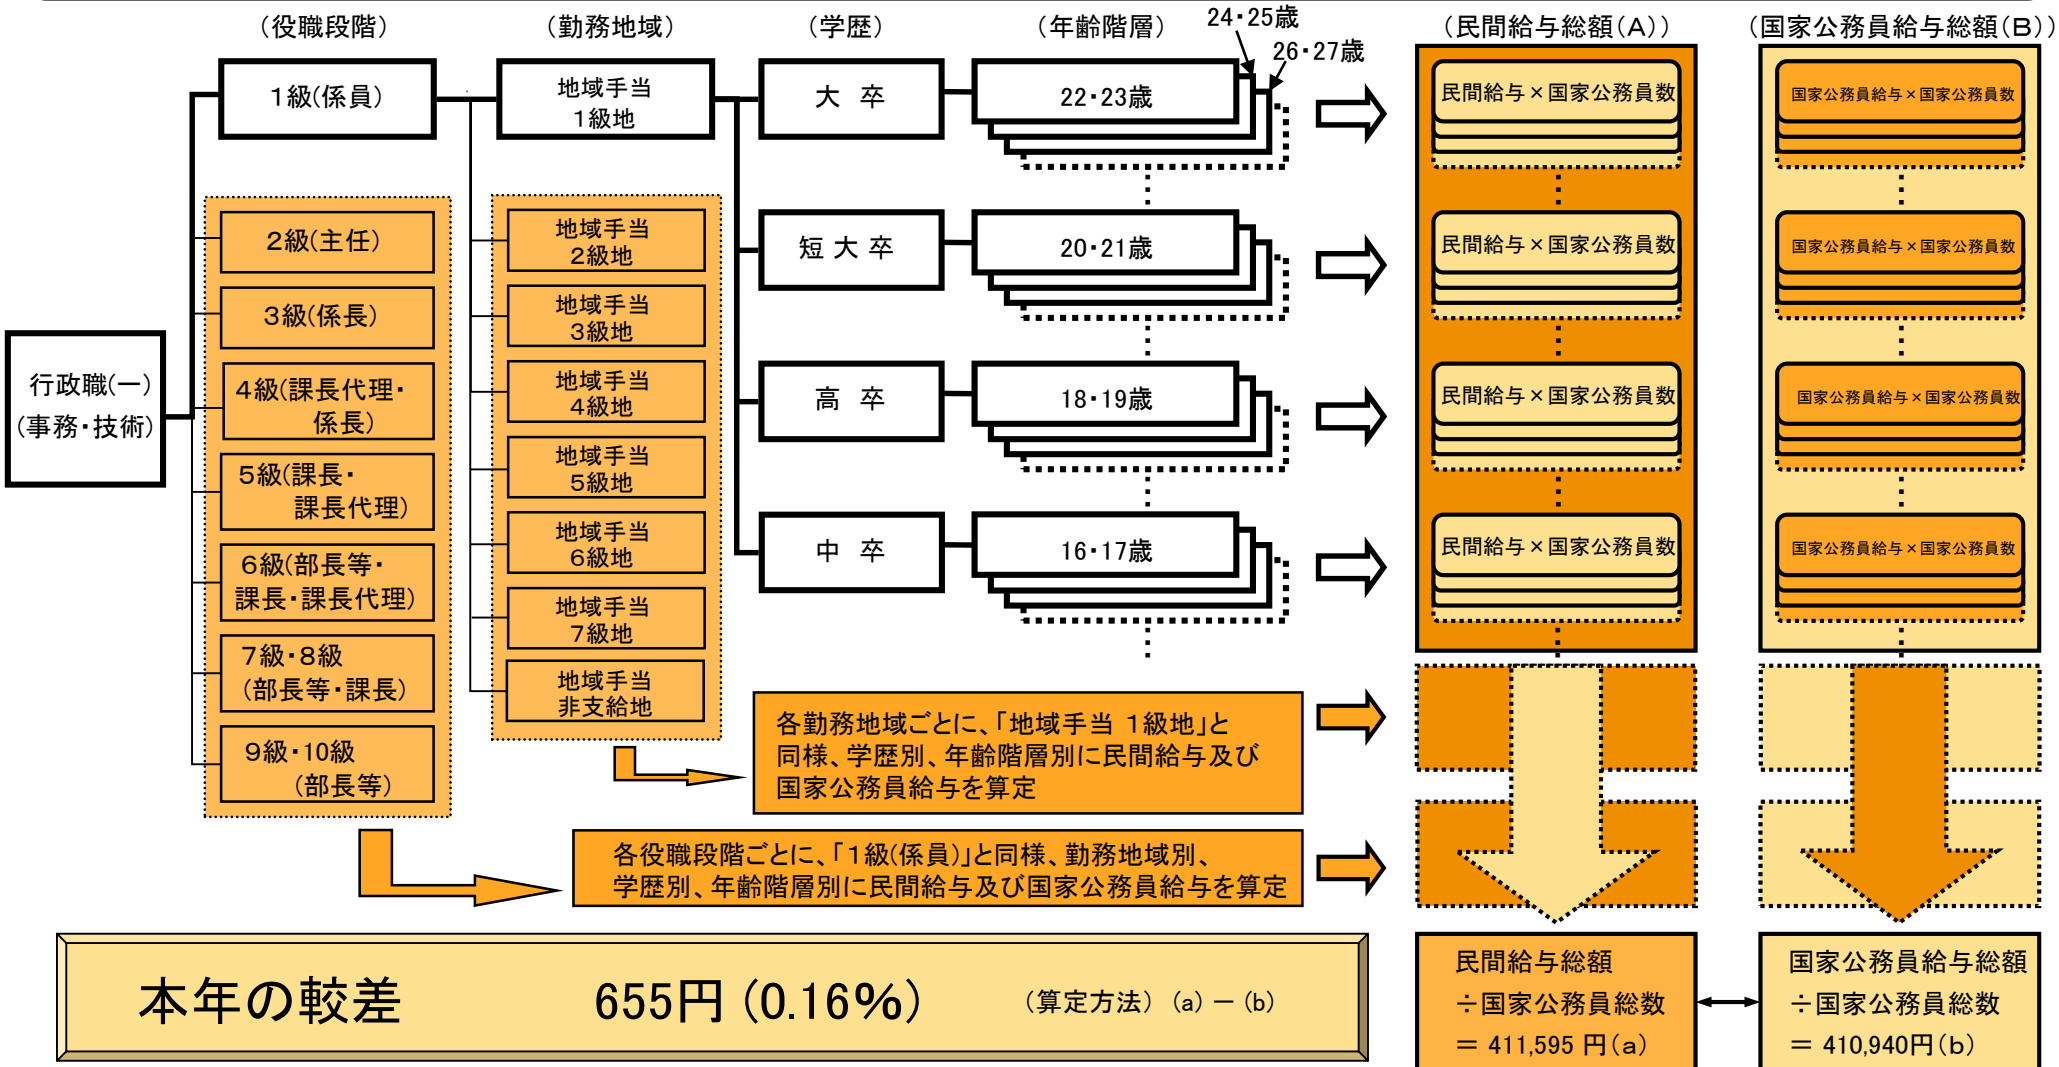 (役職段階)
(勤務地域)
(学歴)
(年齢階層)
24・25歳
26・27歳
(民間給与総額(A))
(国家公務員給与総額(B))
行政職(一)
(事務・技術)
1級(係員)
2級(主任)
3級(係長)
4級(課長代理・
係長)
5級(課長・
課長代理)
6級(部長等・
課長・課長代理)
7級・8級
(部長等・課長)
9級・10級
(部長等)
地域手当
1級地
地域手当
2級地
地域手当
3級地
地域手当
4級地
地域手当
5級地
地域手当
6級地
地域手当
7級地
地域手当
非支給地
大 卒
22・23歳
民間給与×国家公務員数
国家公務員給与×国家公務員数
短 大 卒
20・21歳
民間給与×国家公務員数
国家公務員給与×国家公務員数
高 卒
18・19歳
民間給与×国家公務員数
国家公務員給与×国家公務員数
中 卒
16・17歳
民間給与×国家公務員数
国家公務員給与×国家公務員数
各勤務地域ごとに、「地域手当 1級地」と
同様、学歴別、年齢階層別に民間給与及び
国家公務員給与を算定
各役職段階ごとに、「1級(係員)」と同様、勤務地域別、
学歴別、年齢階層別に民間給与及び国家公務員給与を算定
本年の較差 655円 (0.16%) (算定方法) (a) − (b)
民間給与総額
÷国家公務員総数
= 411,595 円(a)
国家公務員給与総額
÷国家公務員総数
= 410,940円(b)